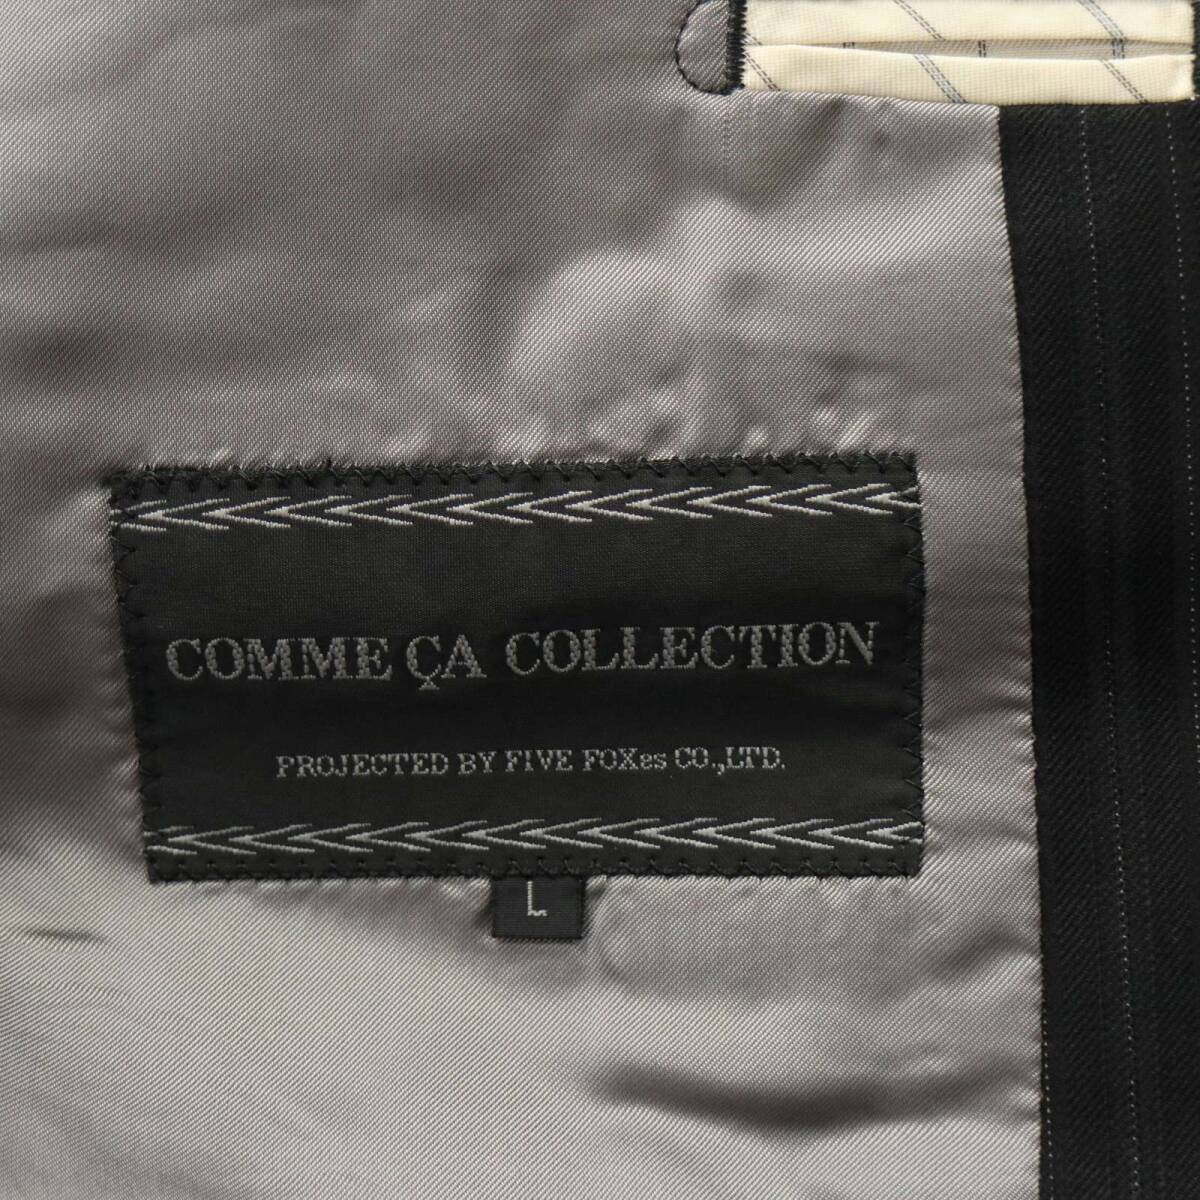 COMME ÇA COLLECTION
PROJECTED BY FIVE FOXes CO.,LTD.
L